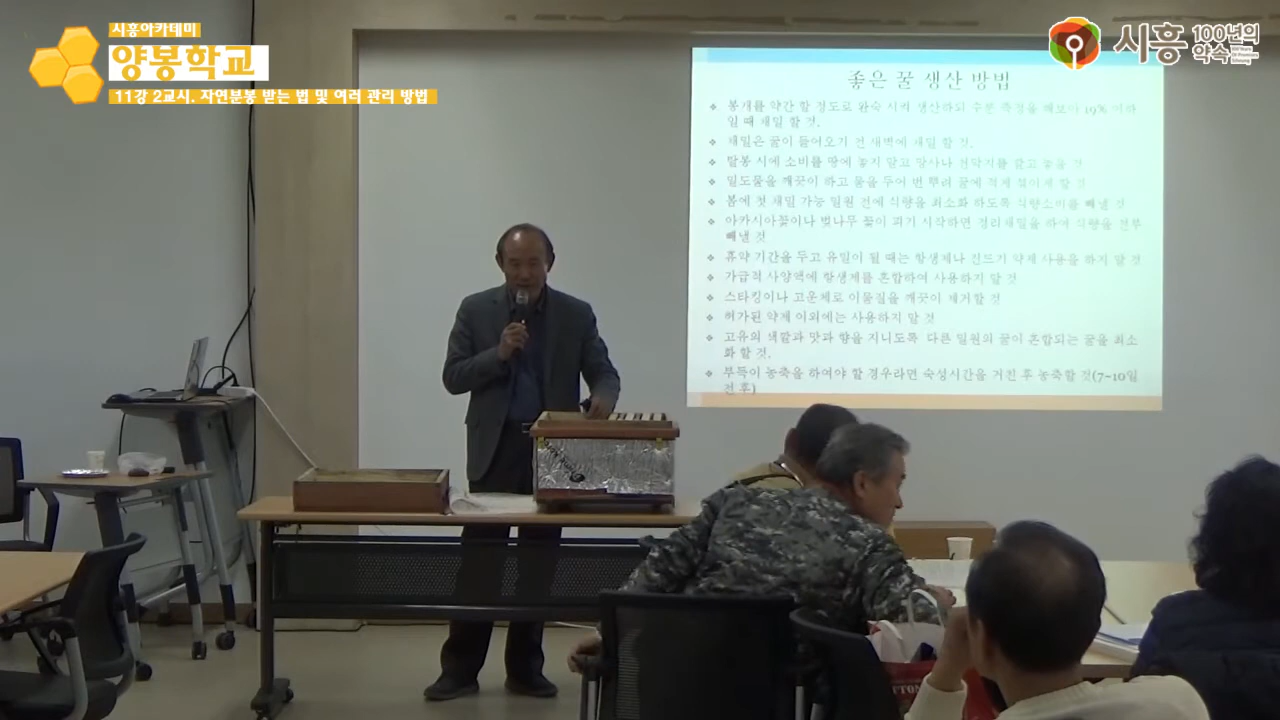 시흥아카데미
양봉학교
11강 2교시. 자연분봉 받는 법 및 여러 관리 방법
시흥 100년의 약속
좋은 꿀 생산 방법
봉개를 약간 할 정도로 완숙 시켜 생산하되 수분 측정을 해보아 19% 이하
일 때 채밀 할 것.
채밀은 꿀이 들어오기 전 새벽에 채밀 할 것.
탈봉 시에 소비를 땅에 놓지 말고 망사나 천막지를 깔고 놓을 것
밀도물을 깨끗이 하고 물을 두어 번 뿌려 꿀에 적게 섞이게 할 것
봄에 첫 채밀 가능 밀원 전에 식량을 최소화 하도록 식량소비를 빼낼 것
아카시아꽃이나 벚나무 꽃이 피기 시작하면 정리채밀을 하여 식량을 전부
빼낼 것
휴약 기간을 두고 유밀이 될 때는 항생제나 진드기 약제 사용을 하지 말 것
가급적 사양액에 항생제를 혼합하여 사용하지 말 것
스타킹이나 고운체로 이물질을 깨끗이 제거할 것
허가된 약제 이외에는 사용하지 말 것
고유의 색깔과 맛과 향을 지니도록 다른 밀원의 꿀이 혼합되는 꿀을 최소
화 할 것.
부득이 농축을 하여야 할 경우라면 숙성시간을 거친 후 농축할 것(7~10일
전 후)